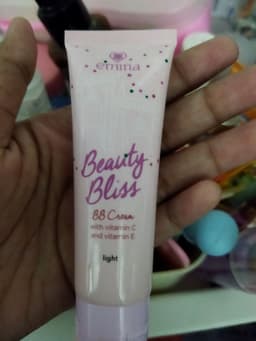 emina
Beauty
Bliss
BB Cream
with vitamin C
and vitamin E
light